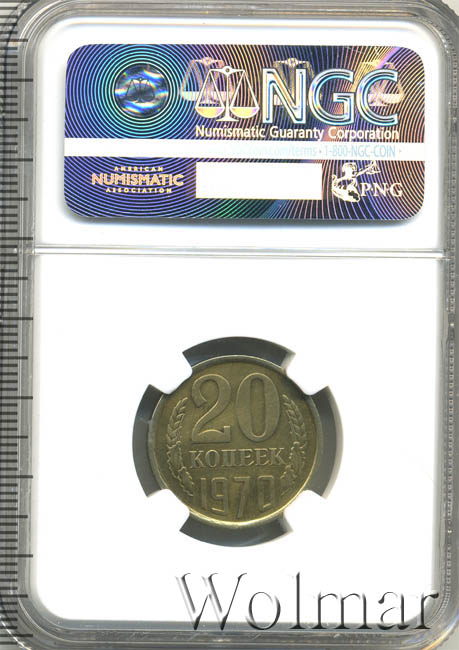 NGC
Numismatic Guaranty Corporation
1-800-NGC-COIN
AMERICAN
NUMISMATIC
ASSOCIATION
PNG
20
КОПЕЕК
1970
Wolmar